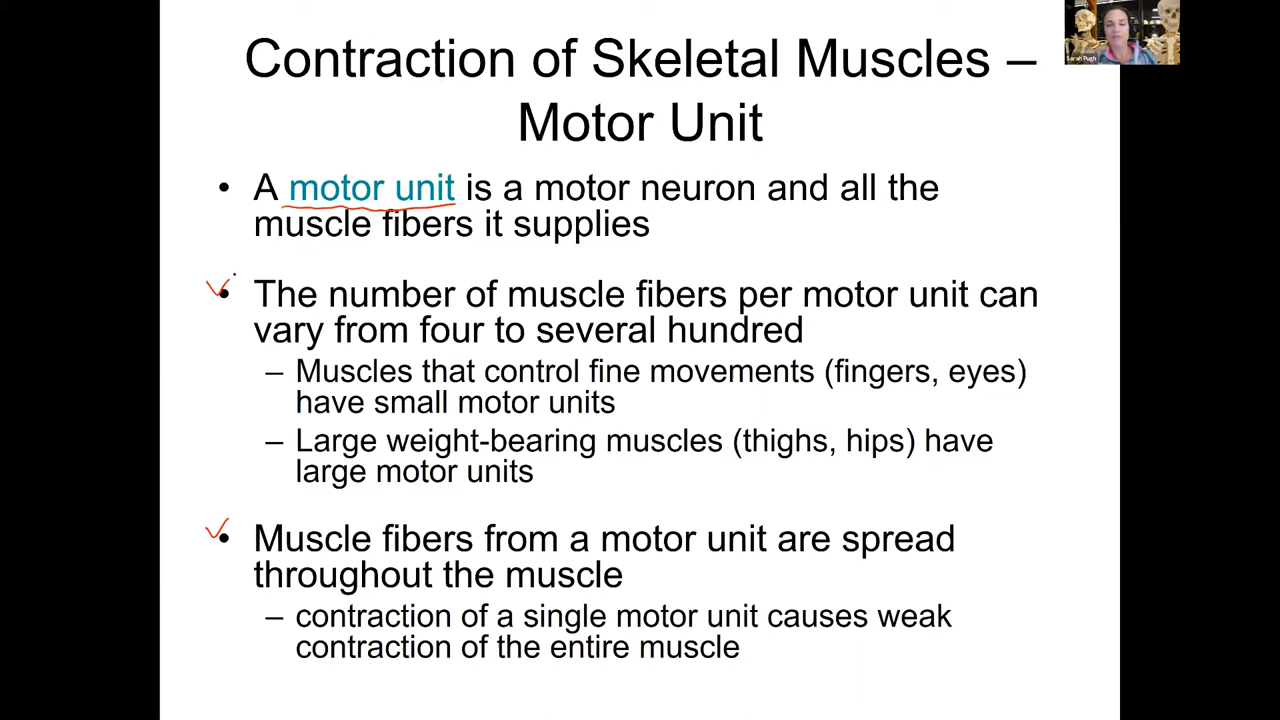 Contraction of Skeletal Muscles –
Motor Unit
• A motor unit is a motor neuron and all the
muscle fibers it supplies
• The number of muscle fibers per motor unit can
vary from four to several hundred
– Muscles that control fine movements (fingers, eyes)
have small motor units
– Large weight-bearing muscles (thighs, hips) have
large motor units
• Muscle fibers from a motor unit are spread
throughout the muscle
– contraction of a single motor unit causes weak
contraction of the entire muscle
Sarah Pugh